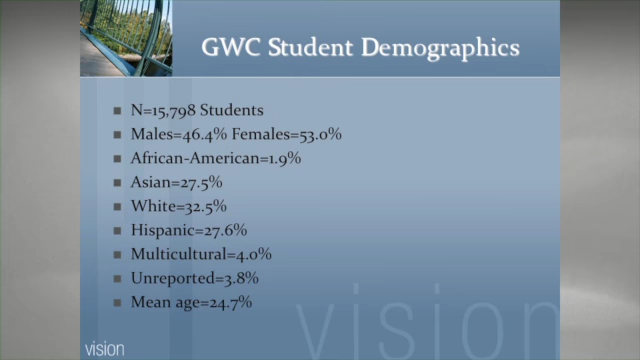 GWC Student Demographics
N=15,798 Students
Males=46.4% Females=53.0%
African-American=1.9%
Asian=27.5%
White=32.5%
Hispanic=27.6%
Multicultural=4.0%
Unreported=3.8%
Mean age=24.7%
vision
vision